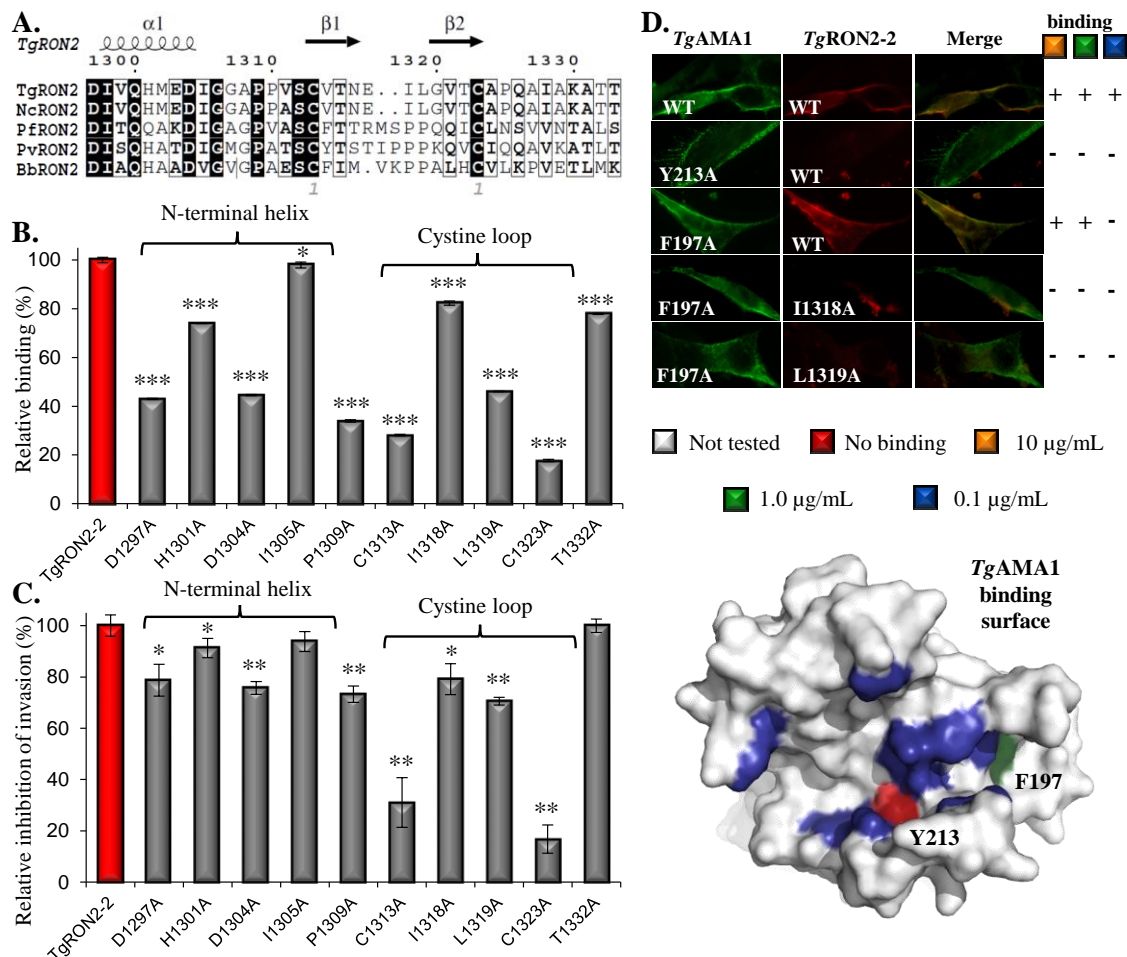 A.
α1 β1 β2
TgRON2
1300 1310 1320 1330
TgRON2 DIVQHMEDIGGAPPVSCVTNE..ILGVTCAPQAIAKATT
NcRON2 DIVQHMEDIGGAPPVSCVTNE..ILGVTCAPQAIAKATT
PfRON2 DITQQAKDIGAGPVASCFTTRMSPPQQICLNSVVNTALS
PvRON2 DISQHATDIGMGPATSCYTSTIPPPKQVCIQQAVKATLT
BbRON2 DIAQHAADVGVGPAESCFIM.VKPPALHCVLKPVETLMK
1 1
B.
N-terminal helix
Cystine loop
Relative binding (%)
100
80
60
40
20
0
*** *** *** * *** *** *** *** *** ***
TgRON2-2 D1297A H1301A D1304A I1305A P1309A C1313A I1318A L1319A C1323A T1332A
C.
N-terminal helix
Cystine loop
Relative inhibition of invasion (%)
100
80
60
40
20
0
* * ** ** ** * ** **
TgRON2-2 D1297A H1301A D1304A I1305A P1309A C1313A I1318A L1319A C1323A T1332A
D.
TgAMA1 TgRON2-2 Merge binding
WT WT + + +
Y213A WT - - -
F197A WT + + -
F197A I1318A - - -
F197A L1319A - - -
Not tested No binding 10 µg/mL
1.0 µg/mL 0.1 µg/mL
TgAMA1
binding
surface
F197
Y213